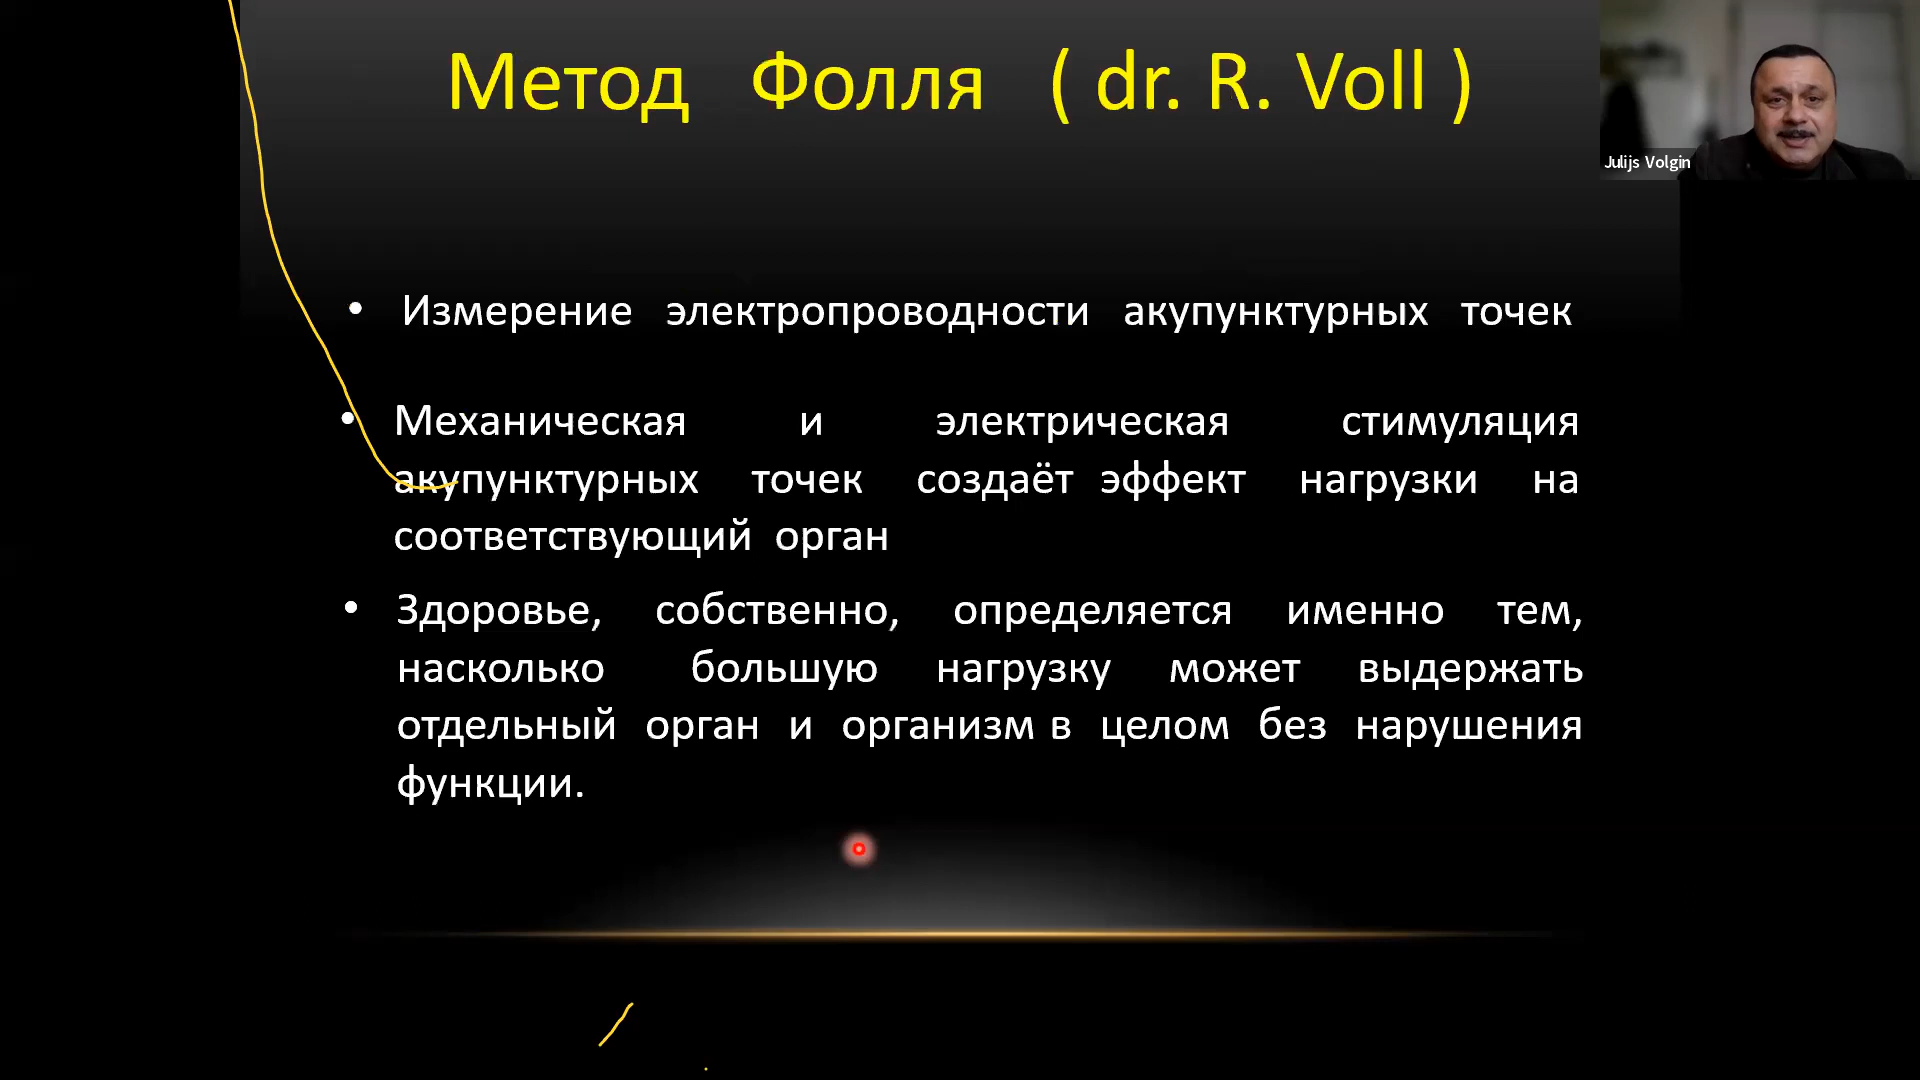 Метод Фолля ( dr. R. Voll )
Julijs Volgin
• Измерение электропроводности акупунктурных точек
• Механическая и электрическая стимуляция
акупунктурных точек создаёт эффект нагрузки на
соответствующий орган
• Здоровье, собственно, определяется именно тем,
насколько большую нагрузку может выдержать
отдельный орган и организм в целом без нарушения
функции.